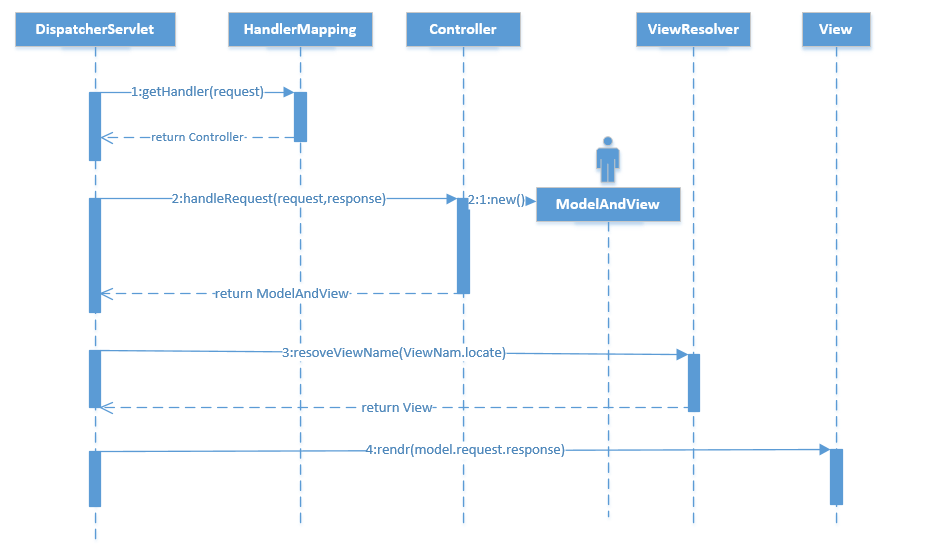 DispatcherServlet
HandlerMapping
Controller
ViewResolver
View
1:getHandler(request)
return Controller
2:handleRequest(request,response)
2:1:new()
ModelAndView
return ModelAndView
3:resoveViewName(ViewNam.locate)
return View
4:rendr(model.request.response)